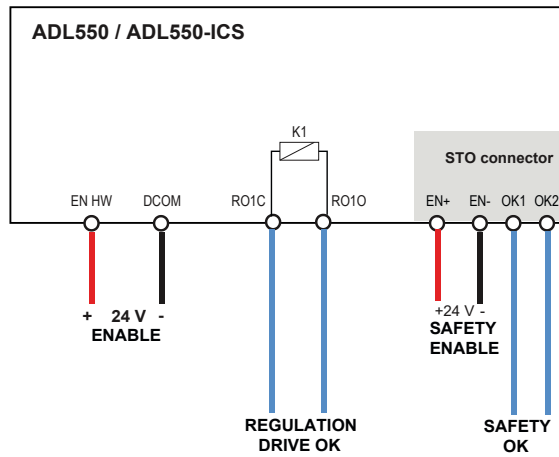 ADL550 / ADL550-ICS
K1
STO connector
EN HW DCOM RO1C RO1O EN+ EN- OK1 OK2
+ 24 V -
ENABLE
+24 V -
SAFETY
ENABLE
REGULATION
DRIVE OK
SAFETY
OK